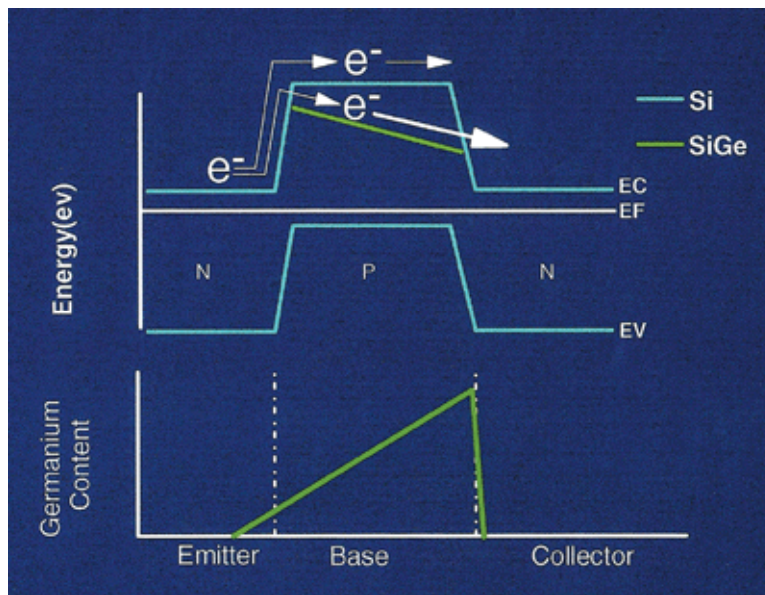 e-
e-
e-
Si
SiGe
EC
EF
EV
Energy(ev)
N
P
N
Germanium
Content
Emitter
Base
Collector